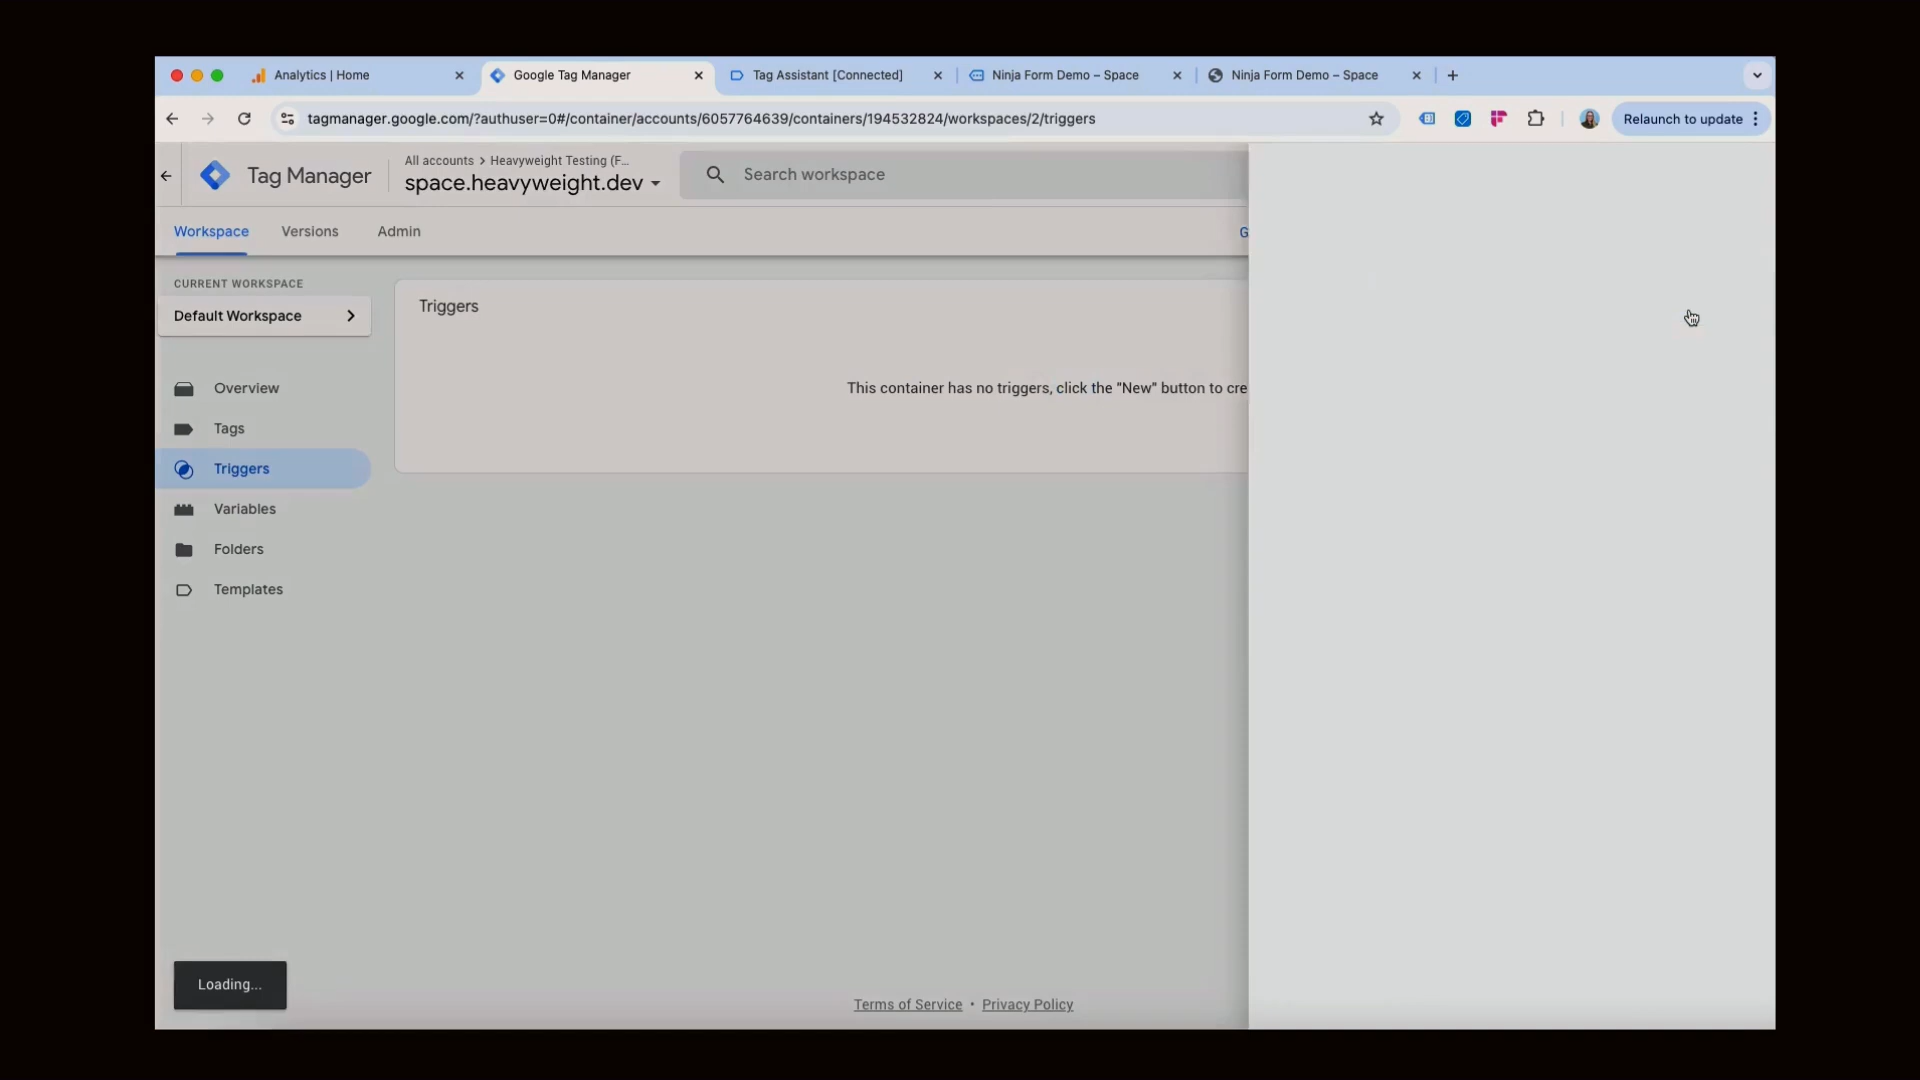 Analytics | Home
Google Tag Manager
Tag Assistant [Connected]
Ninja Form Demo – Space
Ninja Form Demo – Space
tagmanager.google.com/?authuser=0#/container/accounts/6057764639/containers/194532824/workspaces/2/triggers
Relaunch to update
Tag Manager
All accounts > Heavyweight Testing (F...
space.heavyweight.dev
Search workspace
Workspace
Versions
Admin
G
CURRENT WORKSPACE
Default Workspace
Overview
Tags
Triggers
Variables
Folders
Templates
Triggers
This container has no triggers, click the "New" button to cre
Loading...
Terms of Service • Privacy Policy